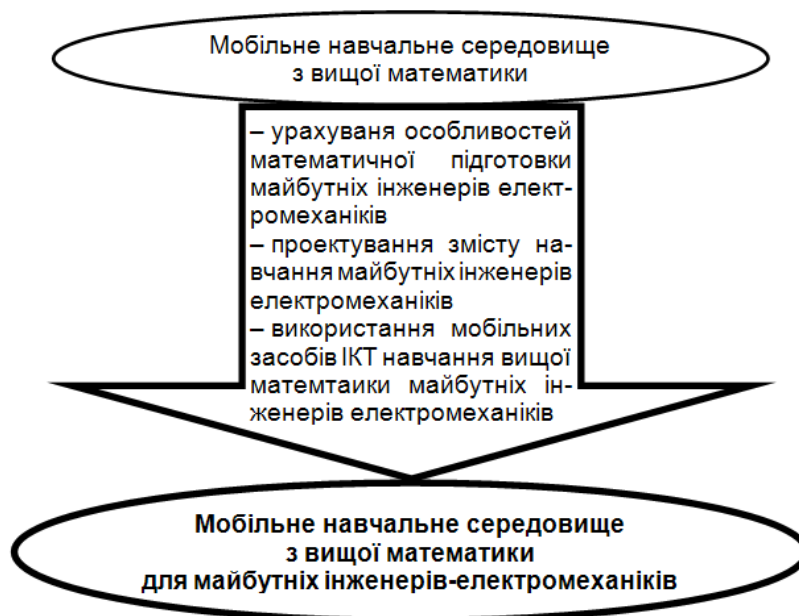 Мобільне навчальне середовище
з вищої математики
– урахуваня особливостей
математичної підготовки
майбутніх інженерів елект-
ромеханіків
– проектування змісту на-
вчання майбутніх інженерів
електромеханіків
– використання мобільних
засобів ІКТ навчання вищої
матемтаики майбутніх ін-
женерів електромеханіків
Мобільне навчальне середовище
з вищої математики
для майбутніх інженерів-електромеханіків